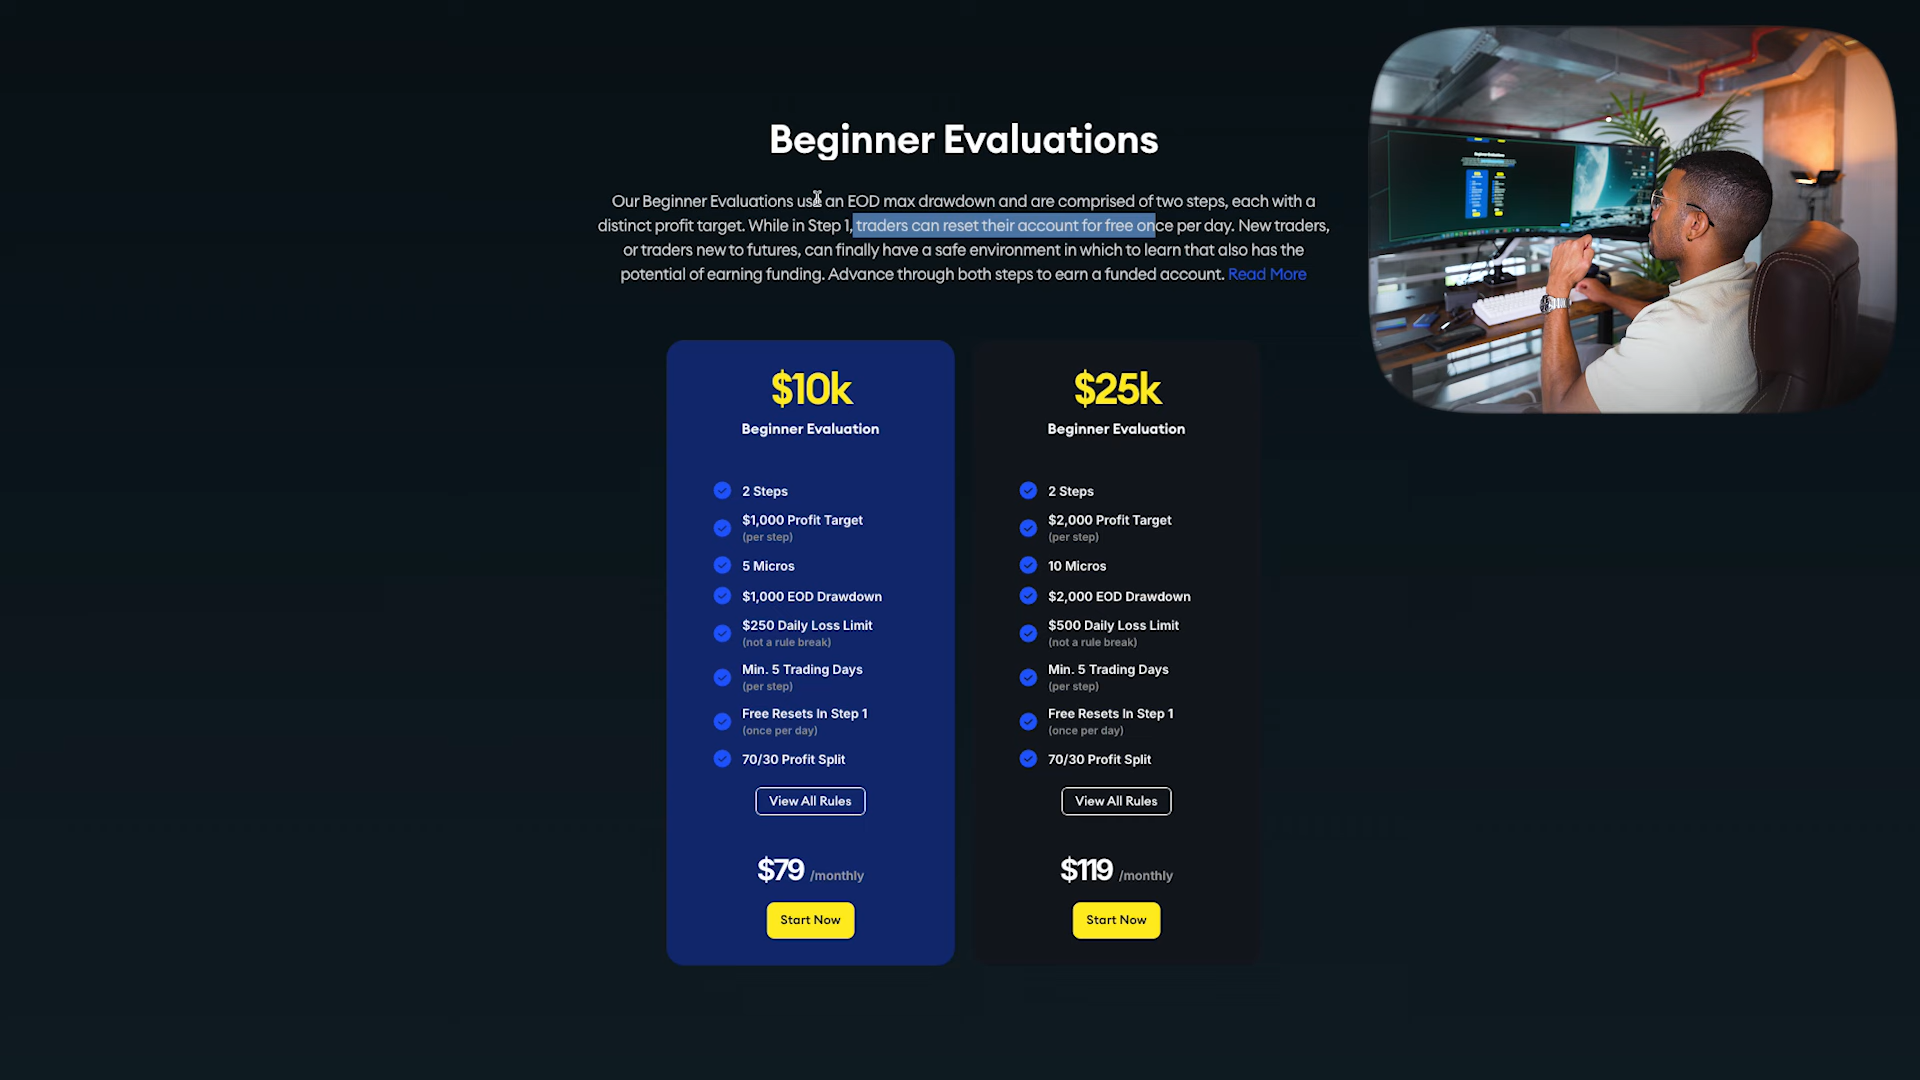 Beginner Evaluations
Our Beginner Evaluations use an EOD max drawdown and are comprised of two steps, each with a
distinct profit target. While in Step 1, traders can reset their account for free once per day. New traders,
or traders new to futures, can finally have a safe environment in which to learn that also has the
potential of earning funding. Advance through both steps to earn a funded account. Read More
$10k
Beginner Evaluation
2 Steps
$1,000 Profit Target
(per step)
5 Micros
$1,000 EOD Drawdown
$250 Daily Loss Limit
(not a rule break)
Min. 5 Trading Days
(per step)
Free Resets In Step 1
(once per day)
70/30 Profit Split
View All Rules
$79 /monthly
Start Now
$25k
Beginner Evaluation
2 Steps
$2,000 Profit Target
(per step)
10 Micros
$2,000 EOD Drawdown
$500 Daily Loss Limit
(not a rule break)
Min. 5 Trading Days
(per step)
Free Resets In Step 1
(once per day)
70/30 Profit Split
View All Rules
$119 /monthly
Start Now